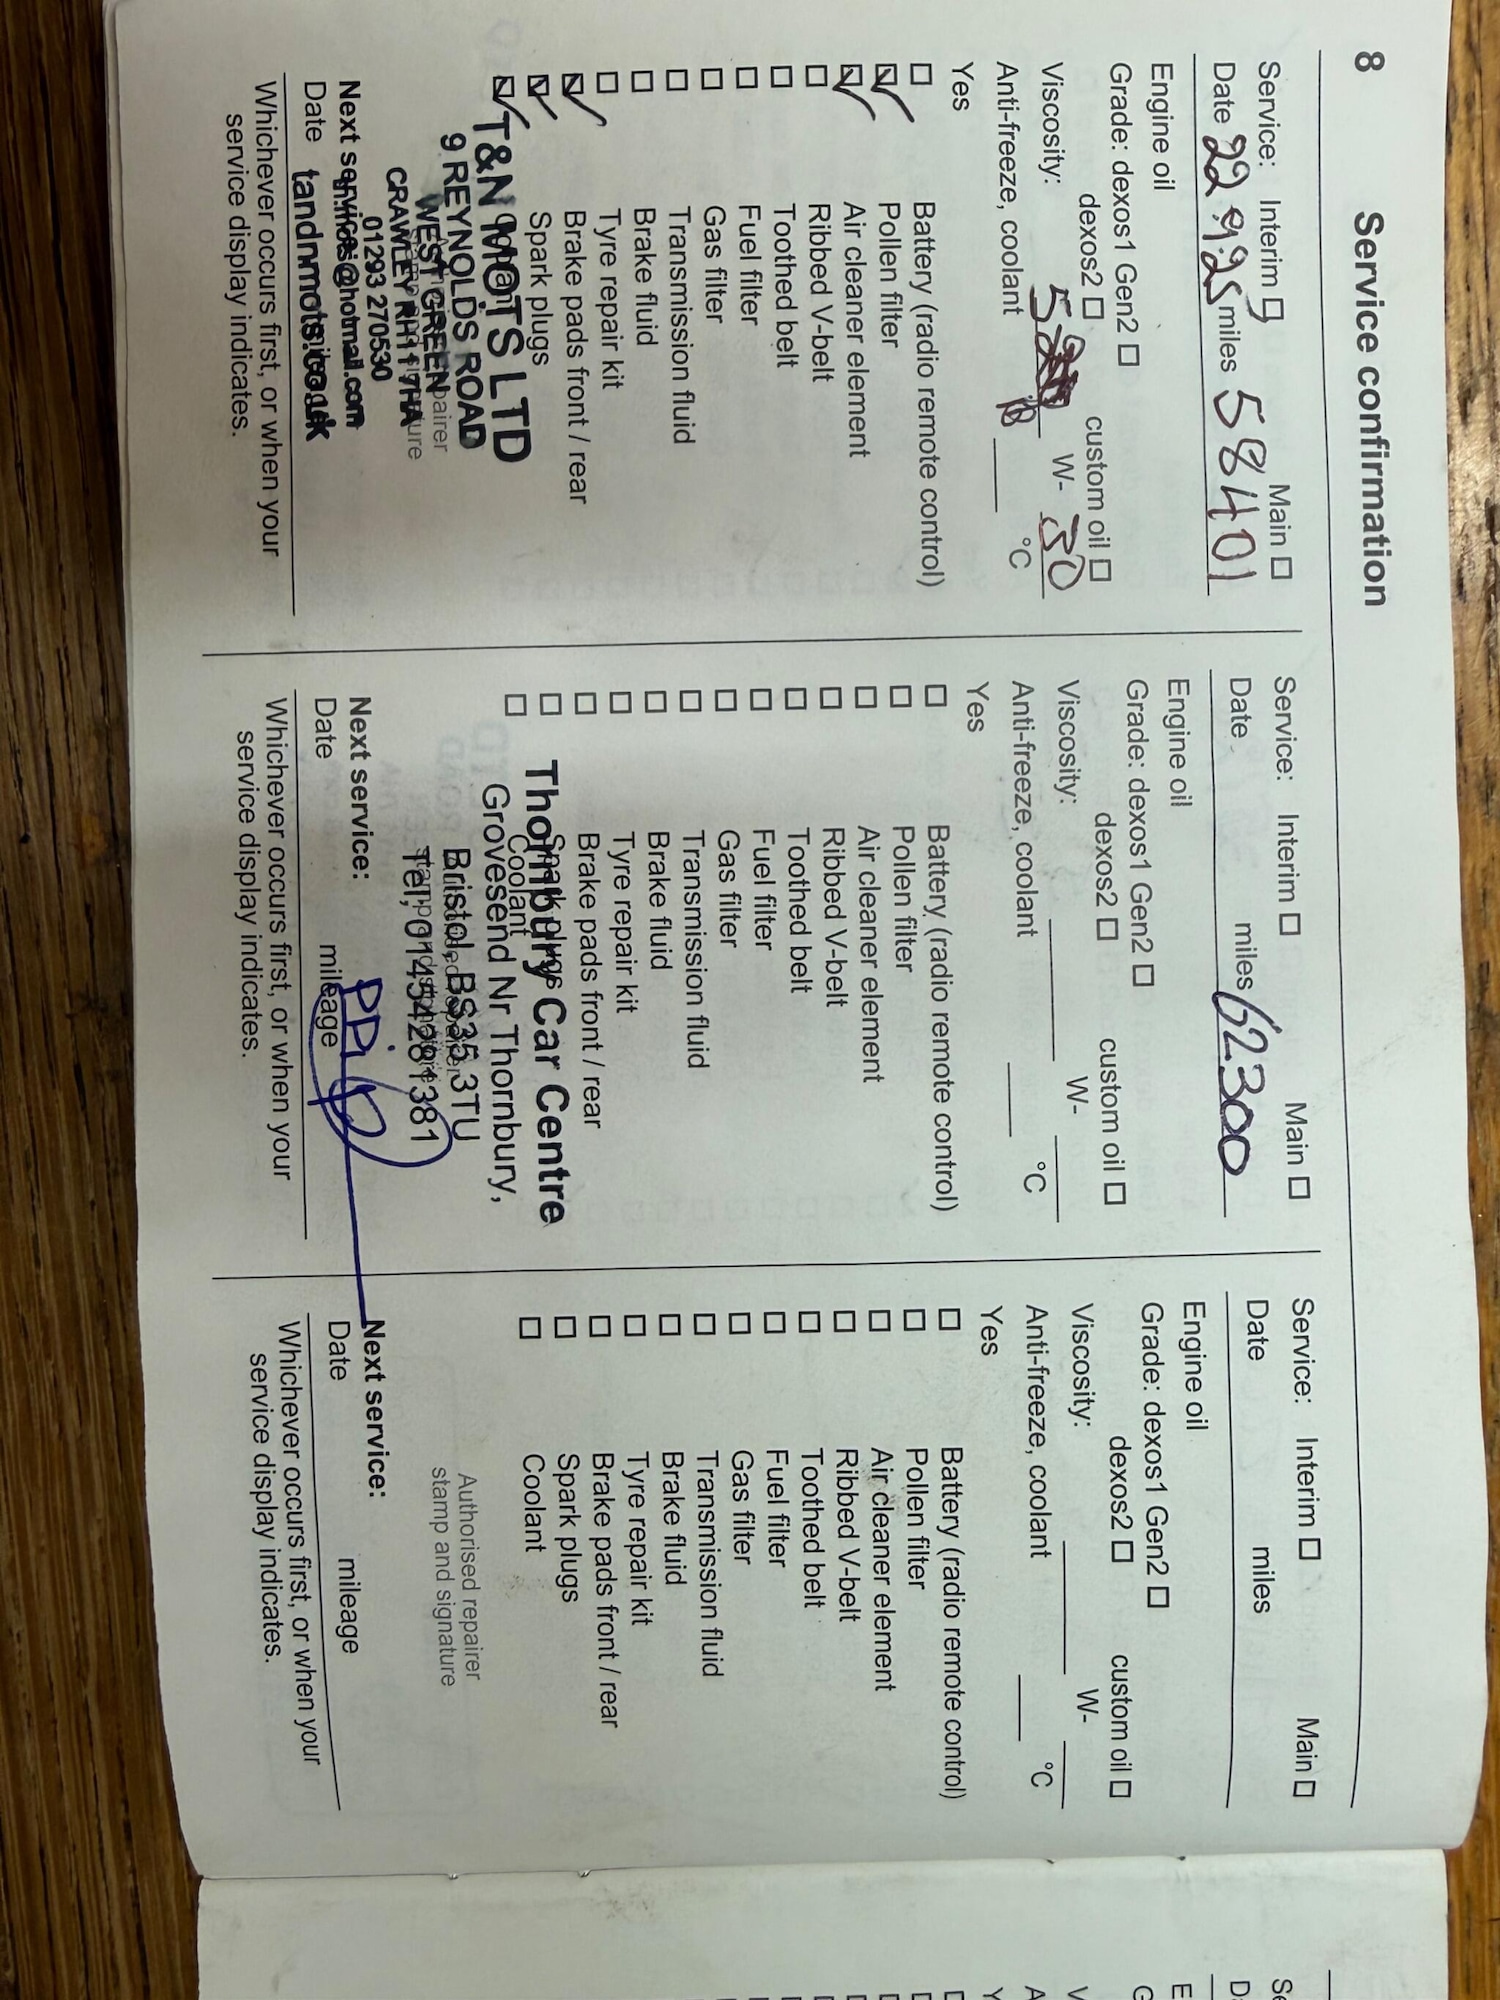 8 Service confirmation
Service: Interim Main
Date 22.9.25 miles 58401
Engine oil
Grade: dexos1 Gen2
dexos2 custom oil
Viscosity: 5 W- 30
Anti-freeze, coolant °C
Yes
Battery (radio remote control)
Pollen filter
Air cleaner element
Ribbed V-belt
Toothed belt
Fuel filter
Gas filter
Transmission fluid
Brake fluid
Tyre repair kit
Brake pads front / rear
Spark plugs
T&N MOTS LTD
9 REYNOLDS ROAD
WEST GREEN
CRAWLEY RH11 7HA
01293 270530
Next service:
@hotmail.com
Date
tandnmots.co.uk
Whichever occurs first, or when your
service display indicates.
Service: Interim Main
Date miles 62300
Engine oil
Grade: dexos1 Gen2
dexos2 custom oil
Viscosity: W-
Anti-freeze, coolant °C
Yes
Battery (radio remote control)
Pollen filter
Air cleaner element
Ribbed V-belt
Toothed belt
Fuel filter
Gas filter
Transmission fluid
Brake fluid
Tyre repair kit
Brake pads front / rear
Spark plugs
Thornbury Car Centre
Coolant
Grovesend Nr Thornbury,
Bristol, BS35 3TU
Tel, 01454281381
Next service: PDI
Date mileage
Whichever occurs first, or when your
service display indicates.
Service: Interim Main
Date miles
Engine oil
Grade: dexos1 Gen2
dexos2 custom oil
Viscosity: W-
Anti-freeze, coolant °C
Yes
Battery (radio remote control)
Pollen filter
Air cleaner element
Ribbed V-belt
Toothed belt
Fuel filter
Gas filter
Transmission fluid
Brake fluid
Tyre repair kit
Brake pads front / rear
Spark plugs
Coolant
Authorised repairer
stamp and signature
Next service:
Date mileage
Whichever occurs first, or when your
service display indicates.